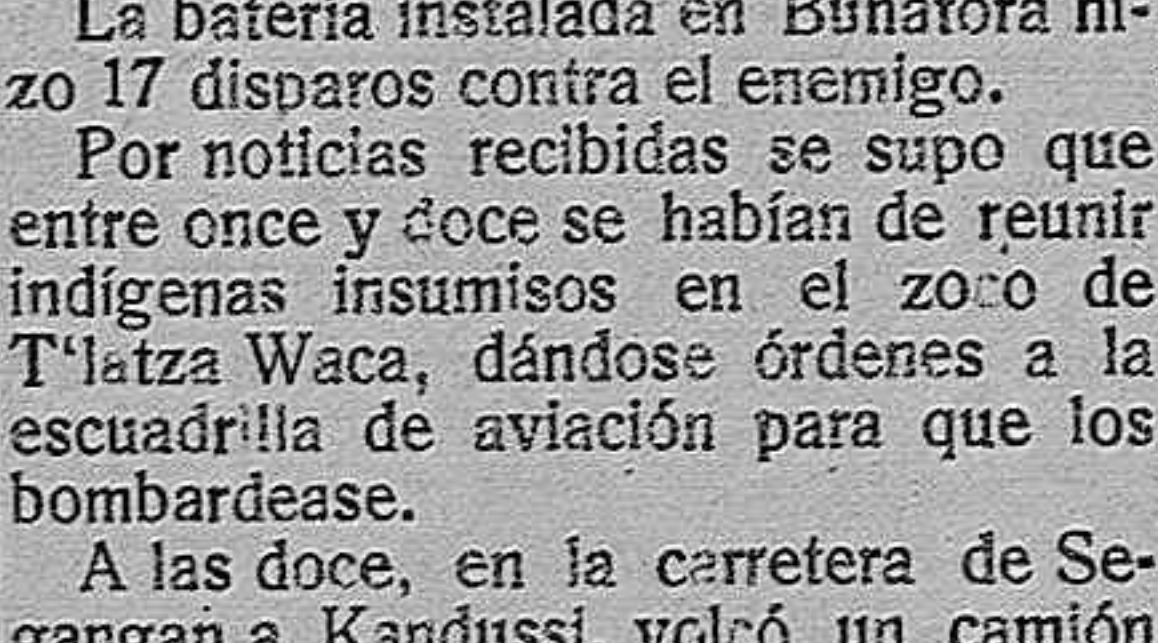 La batería instalada en Bunafora hi-
zo 17 disparos contra el enemigo.
Por noticias recibidas se supo que
entre once y doce se habían de reunir
indígenas insumisos en el zoco de
T‘latza Waca, dándose órdenes a la
escuadrilla de aviación para que los
bombardease.
A las doce, en la carretera de Se-
gangan a Kandussi volcó un camión